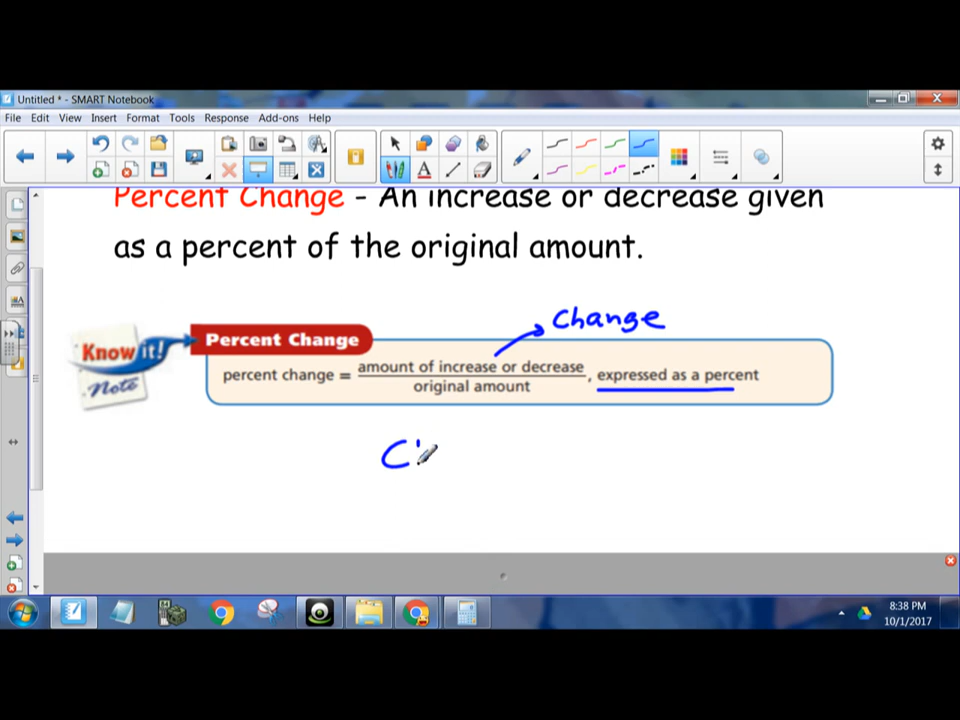 Untitled * - SMART Notebook
File Edit View Insert Format Tools Response Add-ons Help
Percent Change - An increase or decrease given
as a percent of the original amount.
Change
Know it!
Note
Percent Change
percent change = amount of increase or decrease / original amount, expressed as a percent
C
8:38 PM
10/1/2017